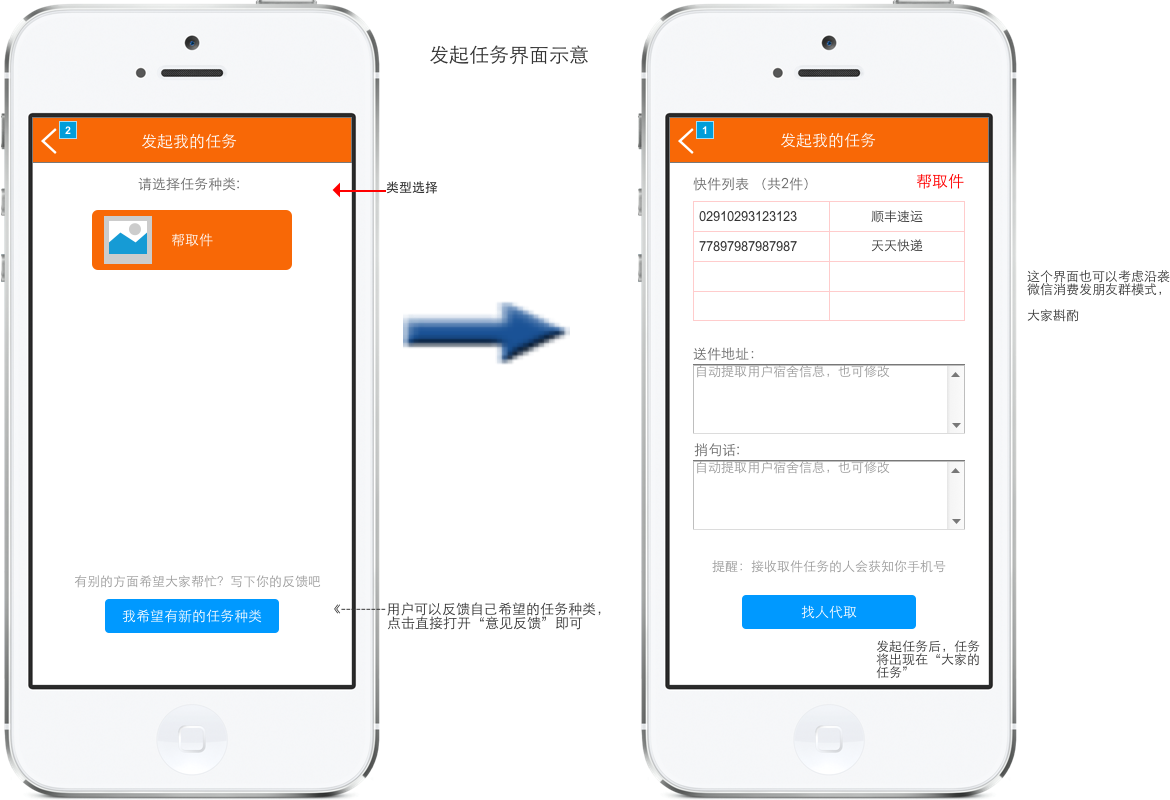 发起任务界面示意
2
发起我的任务
请选择任务种类:
类型选择
帮取件
有别的方面希望大家帮忙？写下你的反馈吧
我希望有新的任务种类
《---------用户可以反馈自己希望的任务种类，
点击直接打开“意见反馈”即可
1
发起我的任务
快件列表 （共2件）
帮取件
02910293123123 顺丰速运
77897987987987 天天快递
送件地址:
自动提取用户宿舍信息，也可修改
捎句话:
自动提取用户宿舍信息，也可修改
提醒：接收取件任务的人会获知你手机号
找人代取
发起任务后，任务
将出现在“大家的
任务”
这个界面也可以考虑沿袭
微信消费发朋友群模式，
大家斟酌